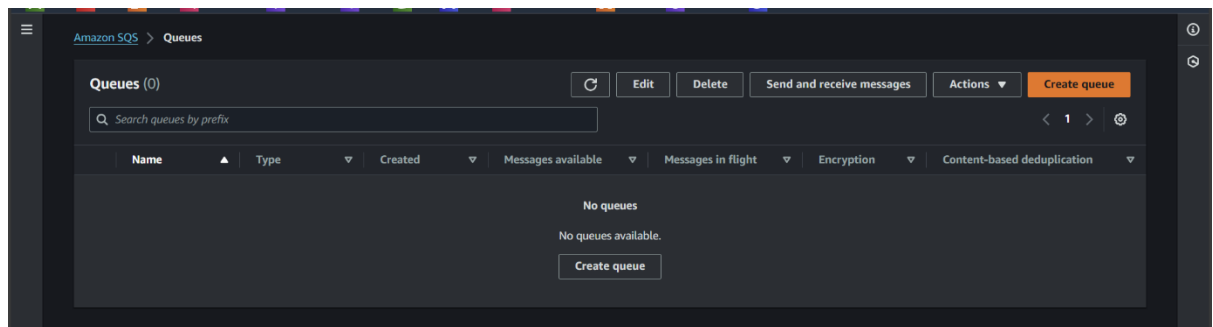 Amazon SQS > Queues
Queues (0)
Edit
Delete
Send and receive messages
Actions
Create queue
Search queues by prefix
1
Name Type Created Messages available Messages in flight Encryption Content-based deduplication
No queues
No queues available.
Create queue